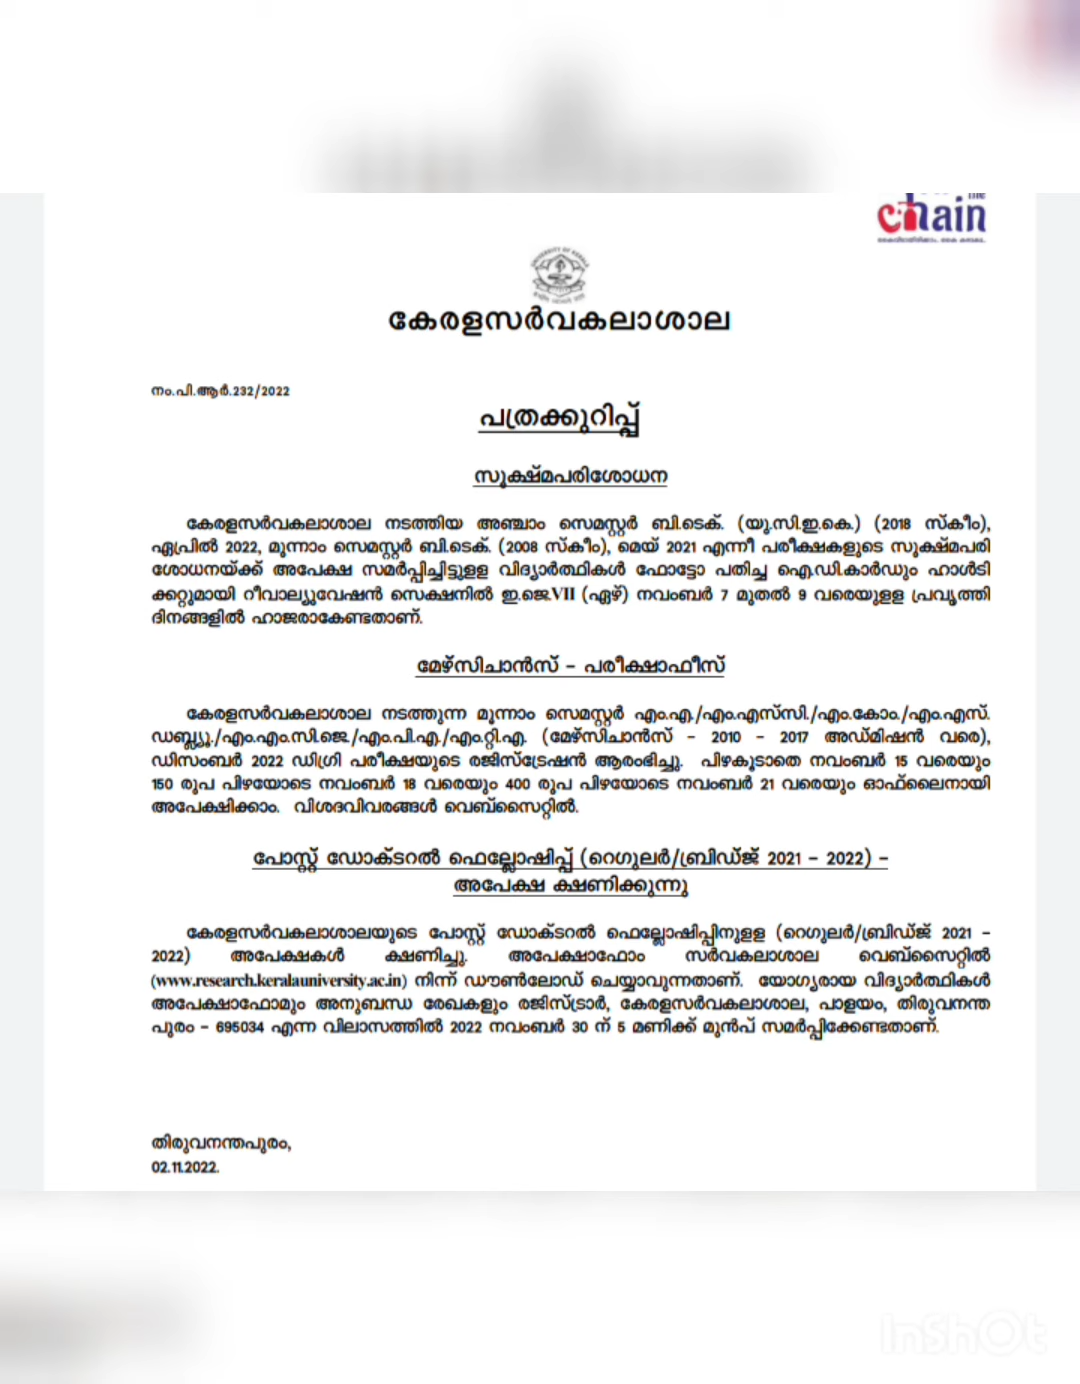 the
chain
UNIVERSITY OF KERALA
കേരളസർവകലാശാല
നം.പി.ആർ.232/2022
പത്രക്കുറിപ്പ്
സൂക്ഷ്മപരിശോധന
കേരളസർവകലാശാല നടത്തിയ അഞ്ചാം സെമസ്റ്റർ ബി.ടെക്. (യു.സി.ഇ.കെ.) (2018 സ്കീം),
ഏപ്രിൽ 2022, മൂന്നാം സെമസ്റ്റർ ബി.ടെക്. (2008 സ്കീം), മെയ് 2021 എന്നീ പരീക്ഷകളുടെ സൂക്ഷ്മപരി
ശോധനയ്ക്ക് അപേക്ഷ സമർപ്പിച്ചിട്ടുളള വിദ്യാർത്ഥികൾ ഫോട്ടോ പതിച്ച ഐ.ഡി.കാർഡും ഹാൾടി
ക്കറ്റുമായി റീവാല്യുവേഷൻ സെക്ഷനിൽ ഇ.ജെ.VII (ഏഴ്) നവംബർ 7 മുതൽ 9 വരെയുളള പ്രവൃത്തി
ദിനങ്ങളിൽ ഹാജരാകേണ്ടതാണ്.
മേഴ്സിചാൻസ് – പരീക്ഷാഫീസ്
കേരളസർവകലാശാല നടത്തുന്ന മൂന്നാം സെമസ്റ്റർ എം.എ./എം.എസ്‌സി./എം.കോം./എം.എസ്.
ഡബ്ല്യൂ./എം.എം.സി.ജെ./എം.പി.എ./എം.റ്റി.എ. (മേഴ്സിചാൻസ് – 2010 – 2017 അഡ്മിഷൻ വരെ),
ഡിസംബർ 2022 ഡിഗ്രി പരീക്ഷയുടെ രജിസ്ട്രേഷൻ ആരംഭിച്ചു. പിഴകൂടാതെ നവംബർ 15 വരെയും
150 രൂപ പിഴയോടെ നവംബർ 18 വരെയും 400 രൂപ പിഴയോടെ നവംബർ 21 വരെയും ഓഫ്‌ലൈനായി
അപേക്ഷിക്കാം. വിശദവിവരങ്ങൾ വെബ്സൈറ്റിൽ.
പോസ്റ്റ് ഡോക്ടറൽ ഫെല്ലോഷിപ്പ് (റെഗുലർ/ബ്രിഡ്ജ് 2021 – 2022) –
അപേക്ഷ ക്ഷണിക്കുന്നു
കേരളസർവകലാശാലയുടെ പോസ്റ്റ് ഡോക്ടറൽ ഫെല്ലോഷിപ്പിനുളള (റെഗുലർ/ബ്രിഡ്ജ് 2021 –
2022) അപേക്ഷകൾ ക്ഷണിച്ചു. അപേക്ഷാഫോം സർവകലാശാല വെബ്സൈറ്റിൽ
(www.research.keralauniversity.ac.in) നിന്ന് ഡൗൺലോഡ് ചെയ്യാവുന്നതാണ്. യോഗ്യരായ വിദ്യാർത്ഥികൾ
അപേക്ഷാഫോമും അനുബന്ധ രേഖകളും രജിസ്ട്രാർ, കേരളസർവകലാശാല, പാളയം, തിരുവനന്ത
പുരം – 695034 എന്ന വിലാസത്തിൽ 2022 നവംബർ 30 ന് 5 മണിക്ക് മുൻപ് സമർപ്പിക്കേണ്ടതാണ്.
തിരുവനന്തപുരം,
02.11.2022.
InShOt